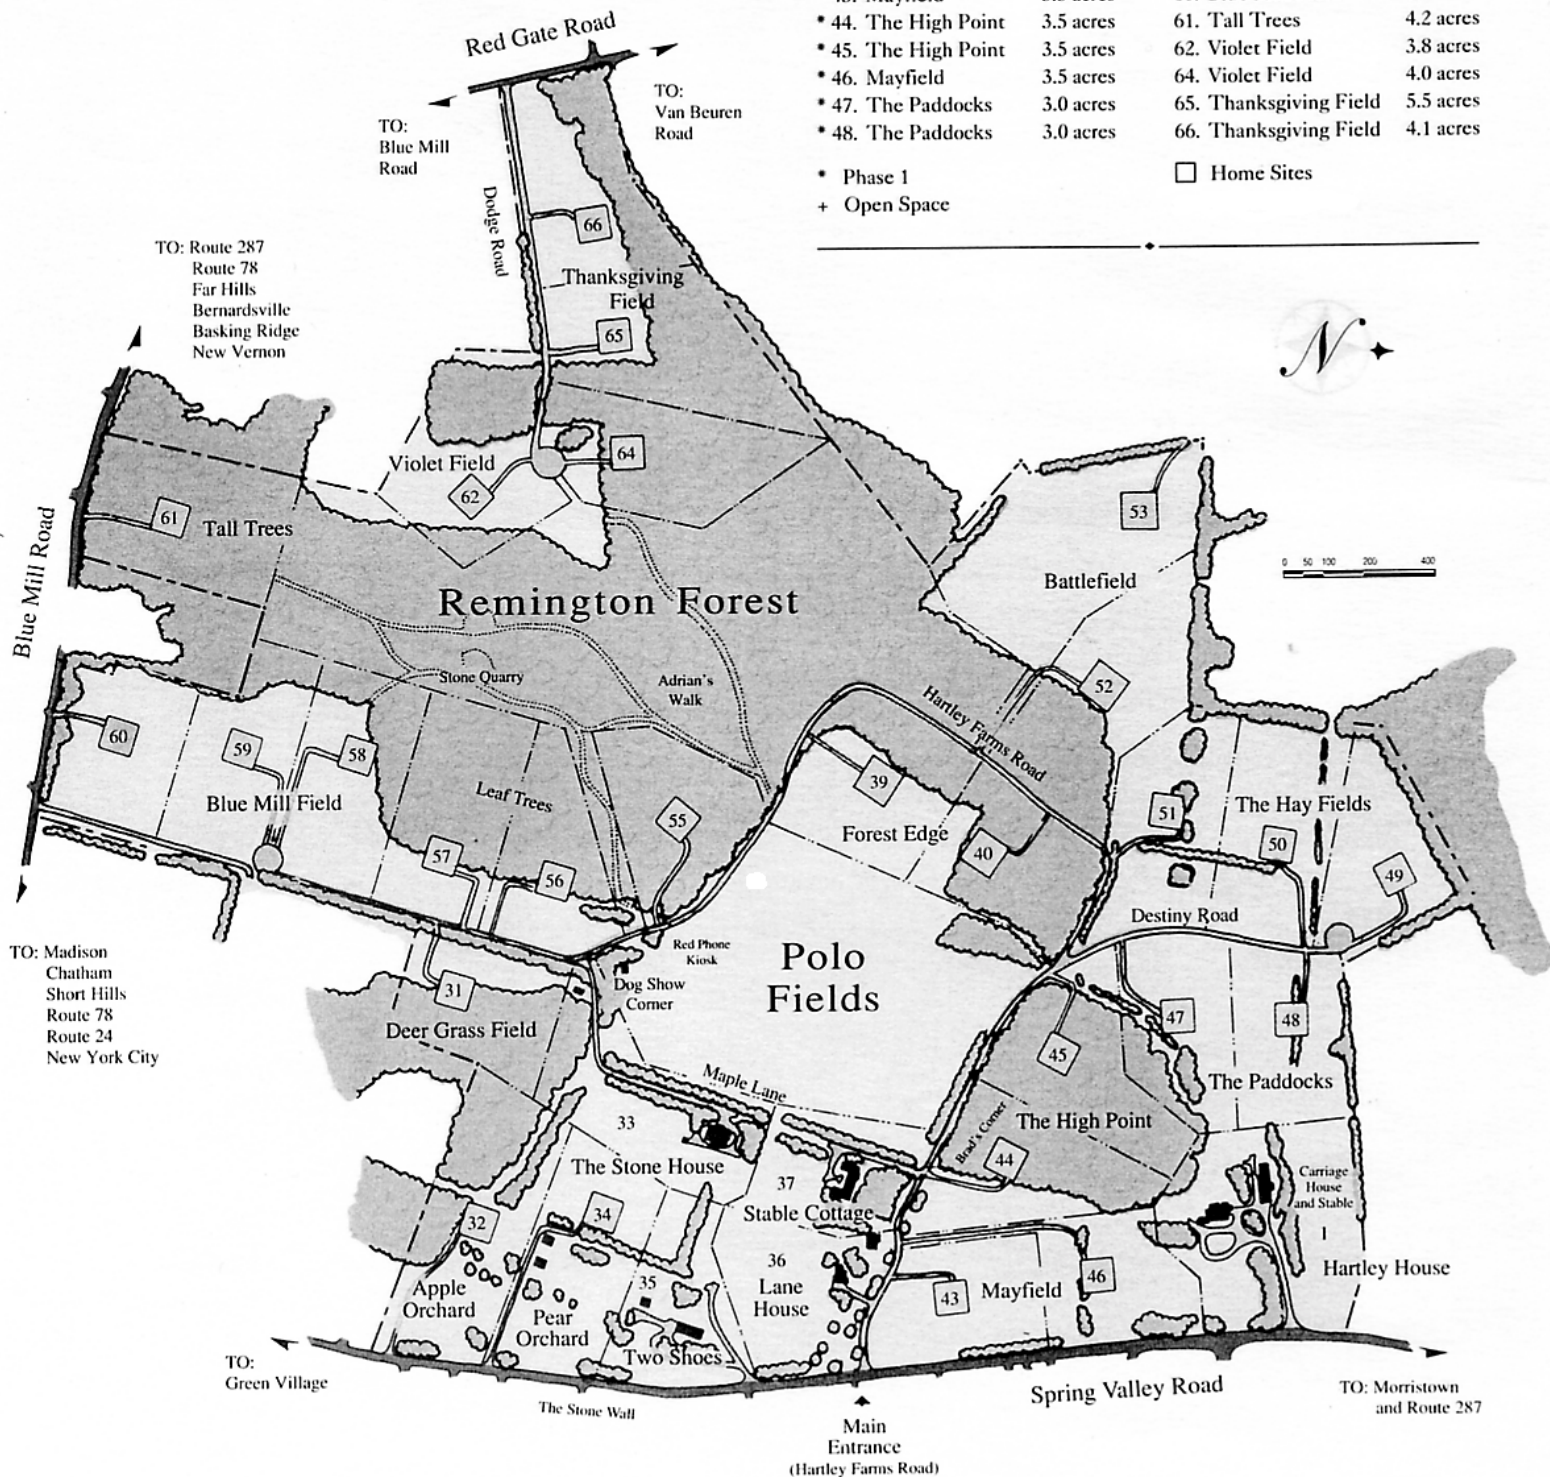 * 44. The High Point 3.5 acres
* 45. The High Point 3.5 acres
* 46. Mayfield 3.5 acres
* 47. The Paddocks 3.0 acres
* 48. The Paddocks 3.0 acres
61. Tall Trees 4.2 acres
62. Violet Field 3.8 acres
64. Violet Field 4.0 acres
65. Thanksgiving Field 5.5 acres
66. Thanksgiving Field 4.1 acres
* Phase 1
+ Open Space
Home Sites
Red Gate Road
TO:
Van Beuren
Road
TO:
Blue Mill
Road
Dodge Road
66
Thanksgiving
Field
65
TO: Route 287
Route 78
Far Hills
Bernardsville
Basking Ridge
New Vernon
N
Violet Field
64
62
61
Tall Trees
53
0 50 100 200 400
Battlefield
Blue Mill Road
Remington Forest
Stone Quarry
Adrian's
Walk
52
Hartley Farms Road
60
59
58
Blue Mill Field
Leaf Trees
39
55
Forest Edge
40
51
The Hay Fields
50
49
57
56
Destiny Road
TO: Madison
Chatham
Short Hills
Route 78
Route 24
New York City
Red Phone
Kiosk
Polo
Fields
Dog Show
Corner
31
Deer Grass Field
47
48
45
The Paddocks
Maple Lane
33
The Stone House
The High Point
Brad's Corner
44
37
Stable Cottage
Carriage
House
and Stable
1
Hartley House
32
34
Apple
Orchard
Pear
Orchard
35
Two Shoes
36
Lane
House
43
Mayfield
46
TO:
Green Village
The Stone Wall
Spring Valley Road
TO: Morristown
and Route 287
Main
Entrance
(Hartley Farms Road)